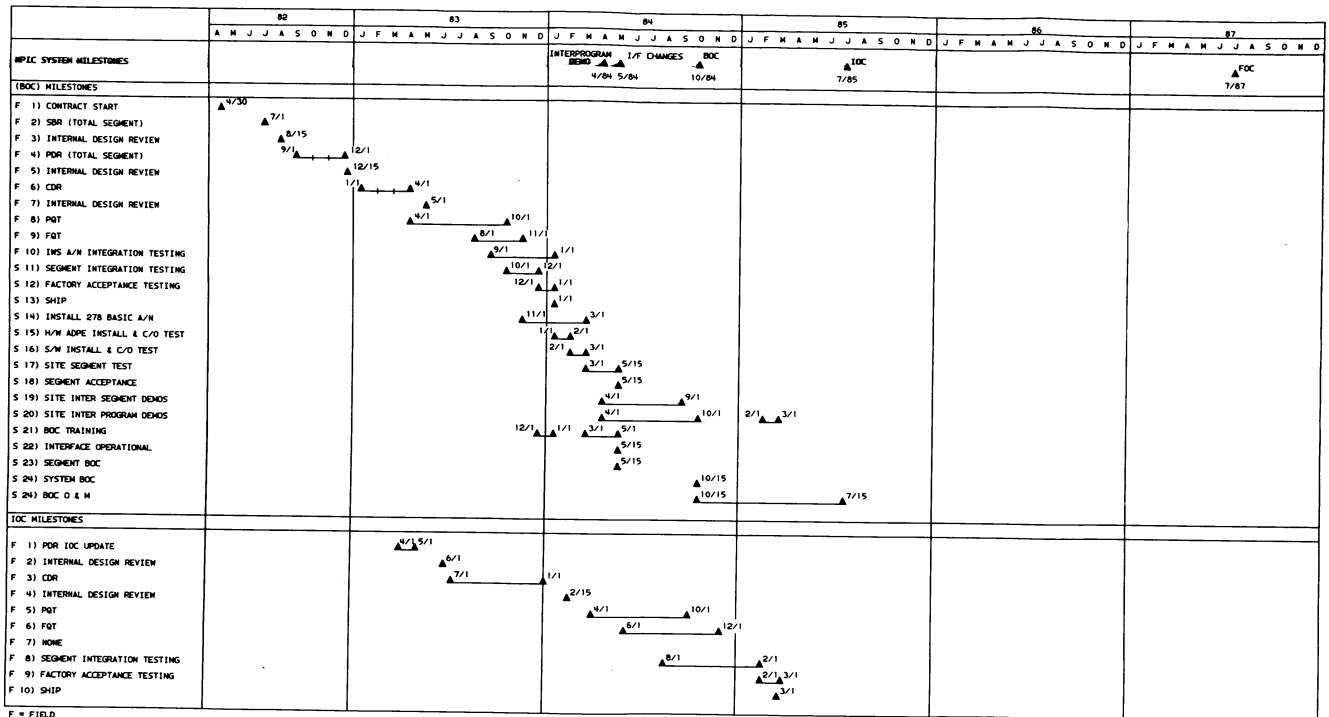 82 83 84 85 86 87
A M J J A S O N D J F M A M J J A S O N D J F M A M J J A S O N D J F M A M J J A S O N D J F M A M J J A S O N D J F M A M J J A S O N D
MPIC SYSTEM MILESTONES INTERPROGRAM DEMO 4/84 I/F CHANGES 5/84 BOC 10/84 IOC 7/85 FOC 7/87
(BOC) MILESTONES
F 1) CONTRACT START 4/30
F 2) SBR (TOTAL SEGMENT) 7/1
F 3) INTERNAL DESIGN REVIEW 8/15
F 4) PDR (TOTAL SEGMENT) 9/1 12/1
F 5) INTERNAL DESIGN REVIEW 12/15
F 6) CDR 1/1 4/1
F 7) INTERNAL DESIGN REVIEW 5/1
F 8) PQT 4/1 10/1
F 9) FQT 8/1 11/1
F 10) IWS A/N INTEGRATION TESTING 9/1 1/1
S 11) SEGMENT INTEGRATION TESTING 10/1 12/1
S 12) FACTORY ACCEPTANCE TESTING 12/1 1/1
S 13) SHIP 1/1
S 14) INSTALL 278 BASIC A/N 11/1 3/1
S 15) H/W ADPE INSTALL & C/O TEST 1/1 2/1
S 16) S/W INSTALL & C/O TEST 2/1 3/1
S 17) SITE SEGMENT TEST 3/1 5/15
S 18) SEGMENT ACCEPTANCE 5/15
S 19) SITE INTER SEGMENT DEMOS 4/1 9/1
S 20) SITE INTER PROGRAM DEMOS 4/1 10/1 2/1 3/1
S 21) BOC TRAINING 12/1 1/1 3/1 5/1
S 22) INTERFACE OPERATIONAL 5/15
S 23) SEGMENT BOC 5/15
S 24) SYSTEM BOC 10/15
S 24) BOC O & M 10/15 7/15
IOC MILESTONES
F 1) PDR IOC UPDATE 4/1 5/1
F 2) INTERNAL DESIGN REVIEW 6/1
F 3) CDR 7/1 1/1
F 4) INTERNAL DESIGN REVIEW 2/15
F 5) PQT 4/1 10/1
F 6) FQT 6/1 12/1
F 7) NONE
F 8) SEGMENT INTEGRATION TESTING 8/1 2/1
F 9) FACTORY ACCEPTANCE TESTING 2/1 3/1
F 10) SHIP 3/1
F = FIELD